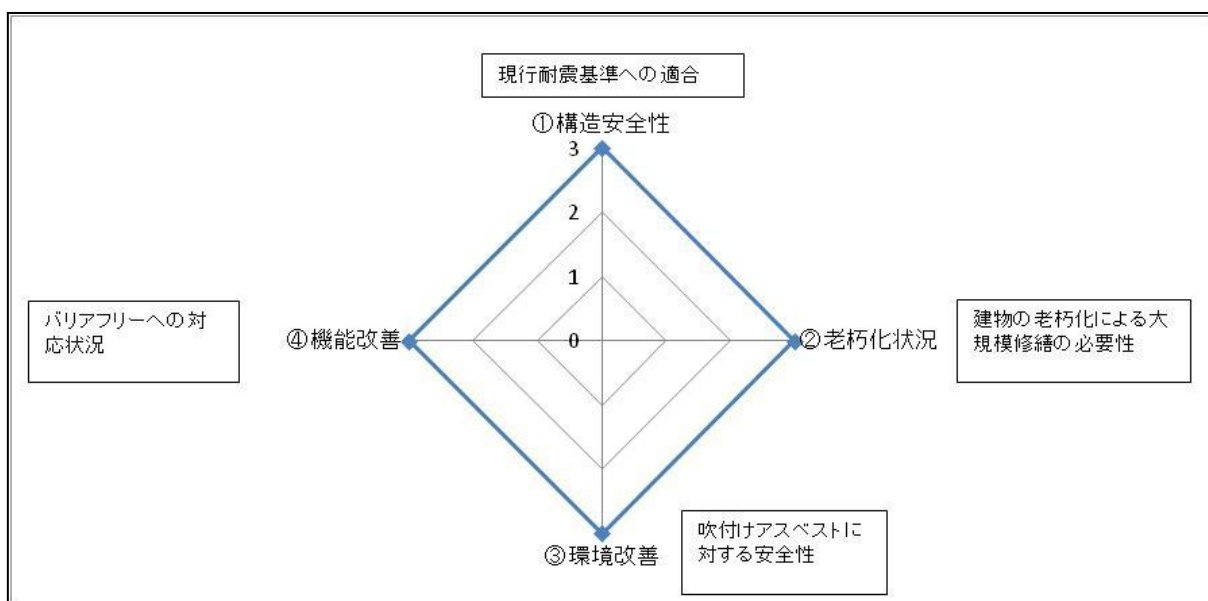 現行耐震基準への適合
①構造安全性
3
2
1
0
バリアフリーへの対
応状況
④機能改善
②老朽化状況
建物の老朽化による大
規模修繕の必要性
③環境改善
吹付けアスベストに
対する安全性